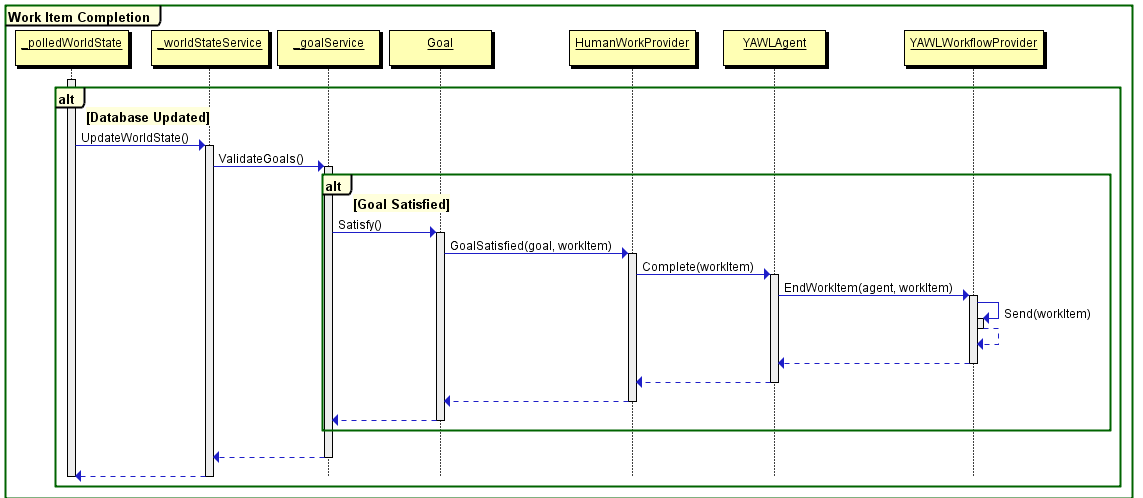 Work Item Completion
_polledWorldState
_worldStateService
_goalService
Goal
HumanWorkProvider
YAWLAgent
YAWLWorkflowProvider
alt
[Database Updated]
UpdateWorldState()
ValidateGoals()
alt
[Goal Satisfied]
Satisfy()
GoalSatisfied(goal, workItem)
Complete(workItem)
EndWorkItem(agent, workItem)
Send(workItem)